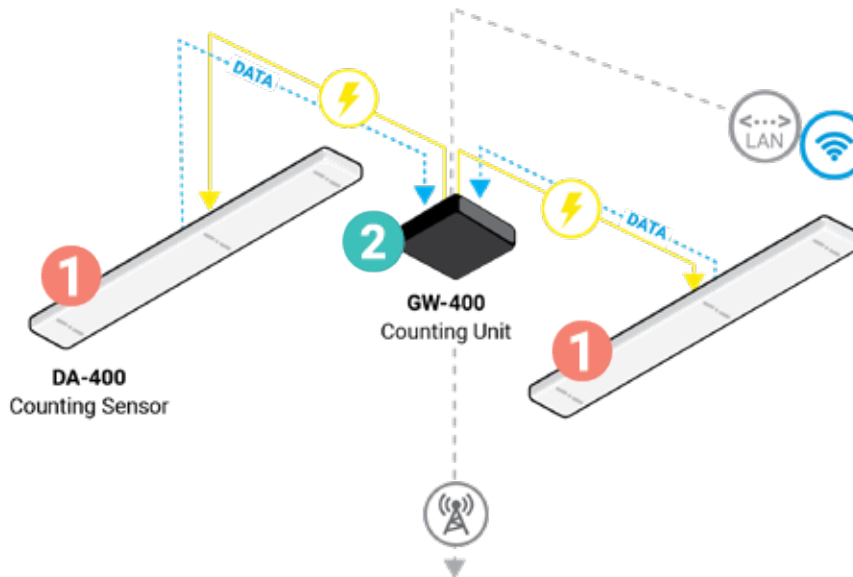 DATA
<···>
LAN
1
2
DATA
GW-400
Counting Unit
1
DA-400
Counting Sensor